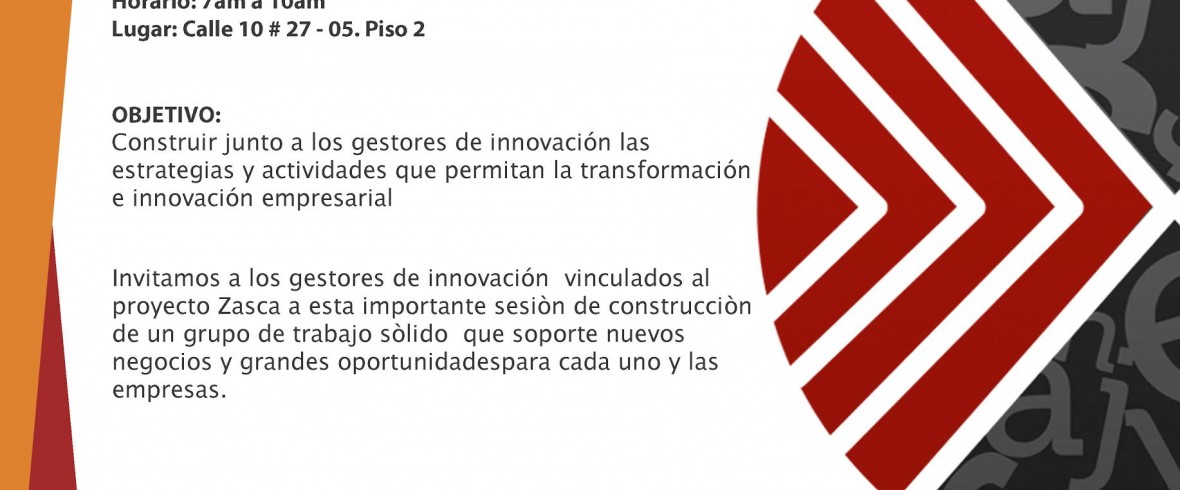 Horario: 7am a 10am
Lugar: Calle 10 # 27 - 05. Piso 2
OBJETIVO:
Construir junto a los gestores de innovación las
estrategias y actividades que permitan la transformación
e innovación empresarial
Invitamos a los gestores de innovación  vinculados al
proyecto Zasca a esta importante sesiòn de construcciòn
de un grupo de trabajo sòlido  que soporte nuevos
negocios y grandes oportunidadespara cada uno y las
empresas.